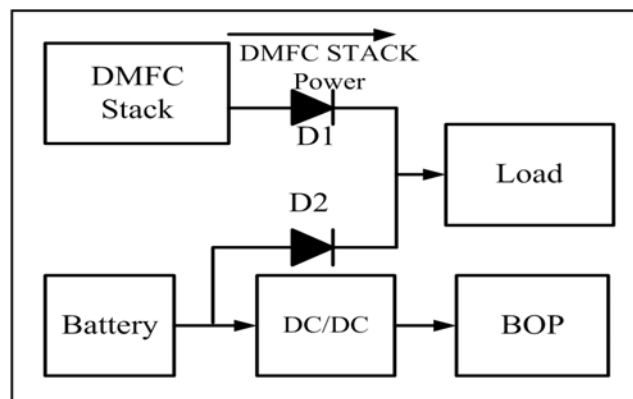 DMFC
Stack
DMFC STACK
Power
D1
Load
D2
Battery
DC/DC
BOP